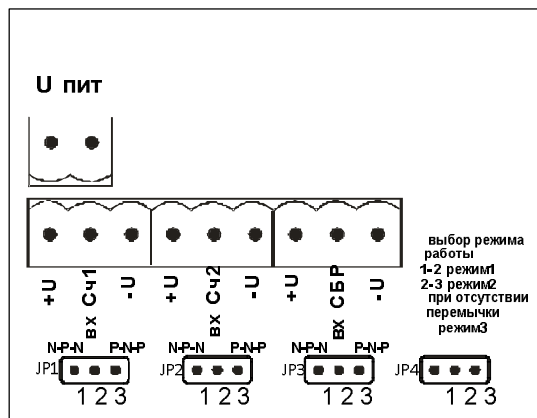 U пит
+U вх Сч1 -U +U вх Сч2 -U +U вх СБР -U
выбор режима
работы
1-2 режим1
2-3 режим2
при отсутствии
перемычки
режим3
N-P-N P-N-P N-P-N P-N-P N-P-N P-N-P
JP1 JP2 JP3 JP4
1 2 3 1 2 3 1 2 3 1 2 3